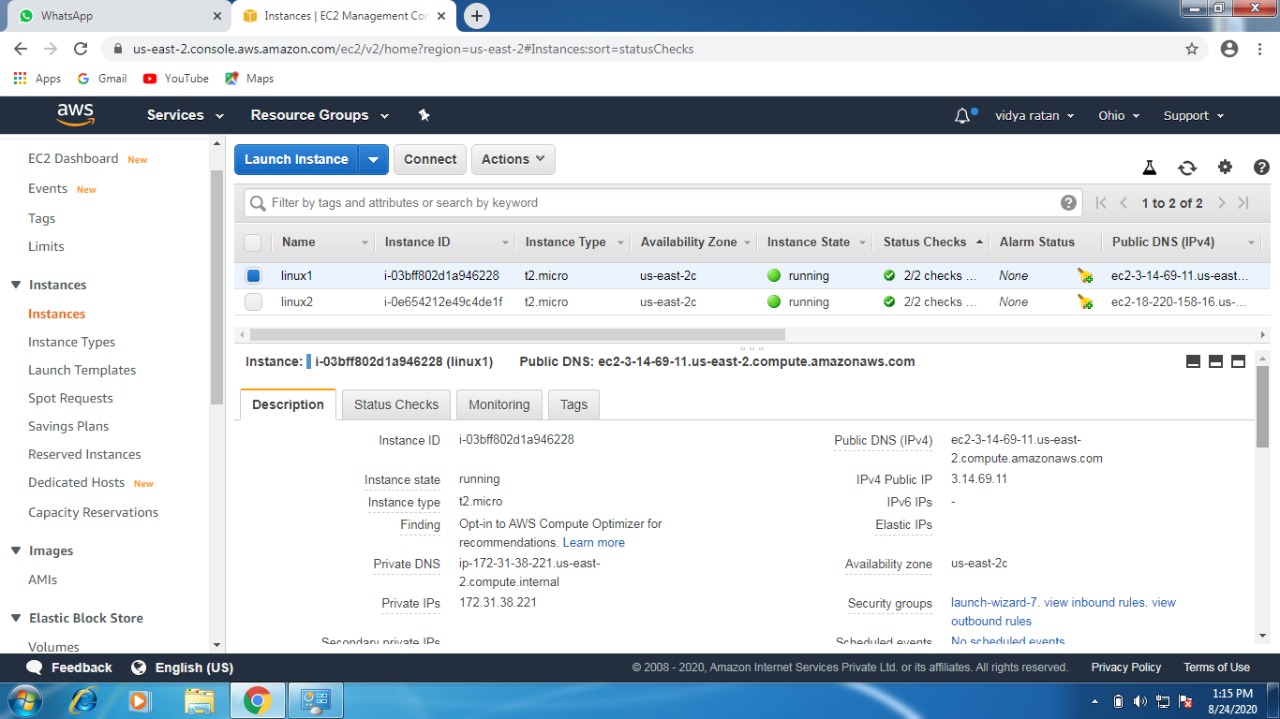 WhatsApp
Instances | EC2 Management Con
us-east-2.console.aws.amazon.com/ec2/v2/home?region=us-east-2#Instances:sort=statusChecks
Apps Gmail YouTube Maps
aws Services Resource Groups vidya ratan Ohio Support
EC2 Dashboard New
Events New
Tags
Limits
Instances
Instances
Instance Types
Launch Templates
Spot Requests
Savings Plans
Reserved Instances
Dedicated Hosts New
Capacity Reservations
Images
AMIs
Elastic Block Store
Volumes
Launch Instance Connect Actions
Filter by tags and attributes or search by keyword
1 to 2 of 2
Name Instance ID Instance Type Availability Zone Instance State Status Checks Alarm Status Public DNS (IPv4)
linux1 i-03bff802d1a946228 t2.micro us-east-2c running 2/2 checks ... None ec2-3-14-69-11.us-east...
linux2 i-0e654212e49c4de1f t2.micro us-east-2c running 2/2 checks ... None ec2-18-220-158-16.us-...
Instance: i-03bff802d1a946228 (linux1) Public DNS: ec2-3-14-69-11.us-east-2.compute.amazonaws.com
Description Status Checks Monitoring Tags
Instance ID i-03bff802d1a946228
Instance state running
Instance type t2.micro
Finding Opt-in to AWS Compute Optimizer for
recommendations. Learn more
Private DNS ip-172-31-38-221.us-east-
2.compute.internal
Private IPs 172.31.38.221
Secondary private IPs
Public DNS (IPv4) ec2-3-14-69-11.us-east-
2.compute.amazonaws.com
IPv4 Public IP 3.14.69.11
IPv6 IPs -
Elastic IPs
Availability zone us-east-2c
Security groups launch-wizard-7. view inbound rules. view
outbound rules
Scheduled events No scheduled events
Feedback English (US)
© 2008 - 2020, Amazon Internet Services Private Ltd. or its affiliates. All rights reserved. Privacy Policy Terms of Use
1:15 PM
8/24/2020